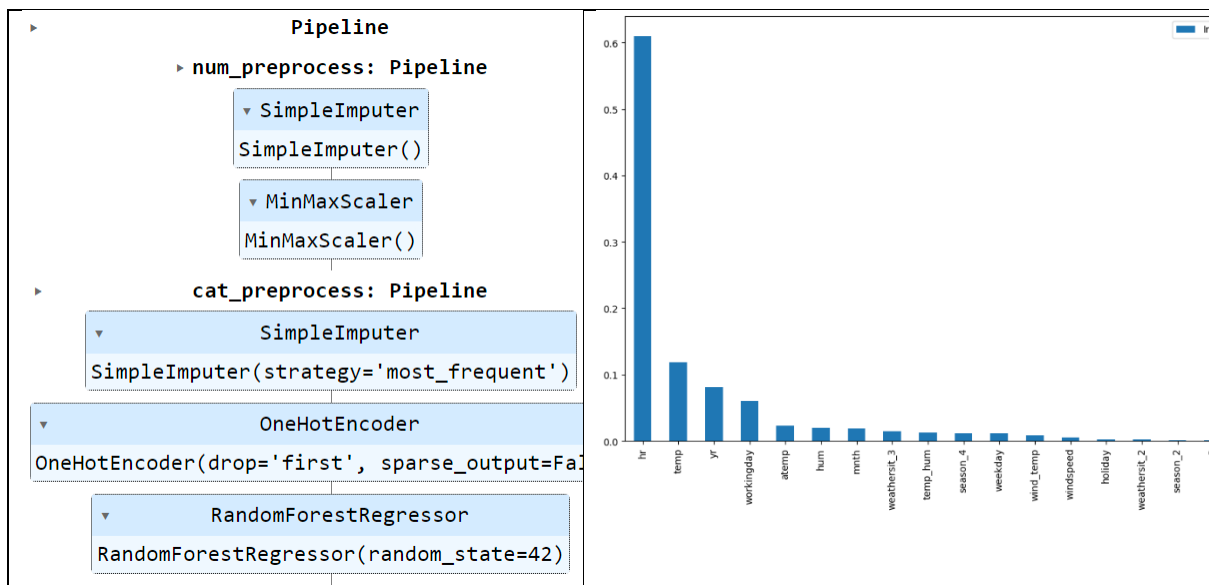 Pipeline
num_preprocess: Pipeline
SimpleImputer
SimpleImputer()
MinMaxScaler
MinMaxScaler()
cat_preprocess: Pipeline
SimpleImputer
SimpleImputer(strategy='most_frequent')
OneHotEncoder
OneHotEncoder(drop='first', sparse_output=Fal
RandomForestRegressor
RandomForestRegressor(random_state=42)
0.6
0.5
0.4
0.3
0.2
0.1
0.0
hr
temp
yr
workingday
atemp
hum
mnth
weathersit_3
temp_hum
season_4
weekday
wind_temp
windspeed
holiday
weathersit_2
season_2